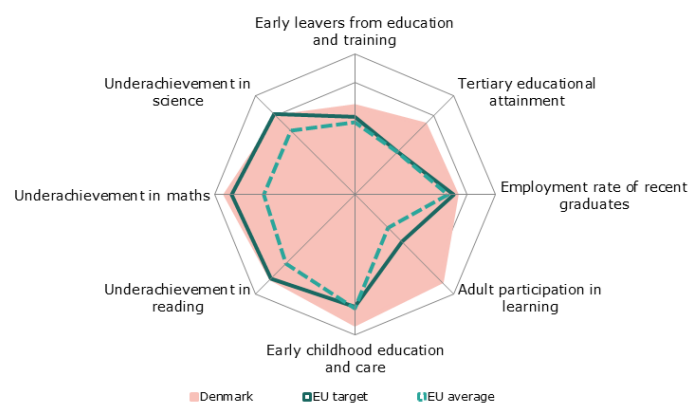 Early leavers from education
and training
Underachievement in
science
Tertiary educational
attainment
Underachievement in maths
Employment rate of recent
graduates
Underachievement in
reading
Adult participation in
learning
Early childhood education
and care
Denmark
EU target
EU average